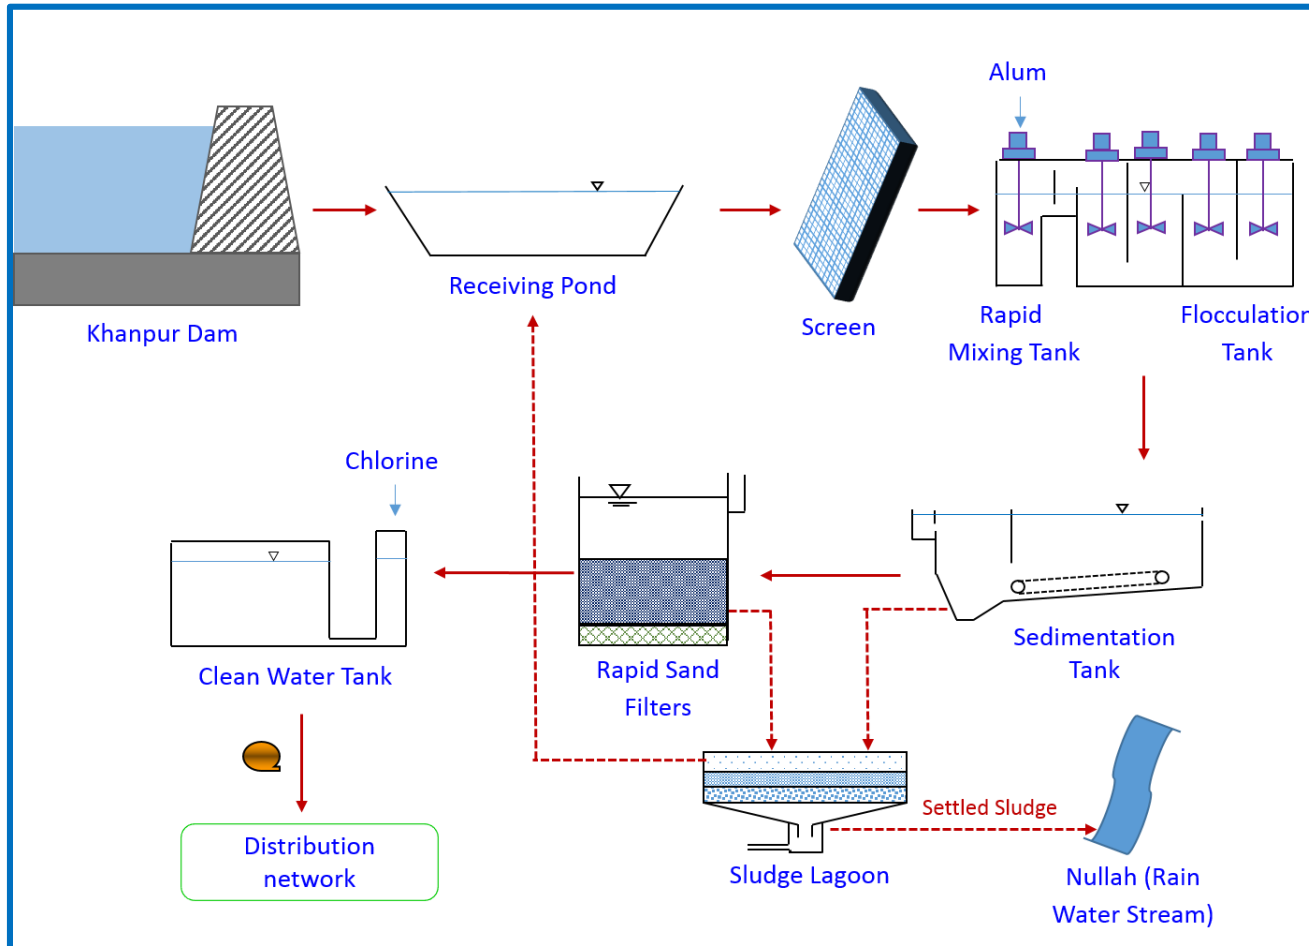 Alum
Khanpur Dam
Receiving Pond
Screen
Rapid
Mixing Tank
Flocculation
Tank
Chlorine
Clean Water Tank
Rapid Sand
Filters
Sedimentation
Tank
Distribution
network
Settled Sludge
Sludge Lagoon
Nullah (Rain
Water Stream)